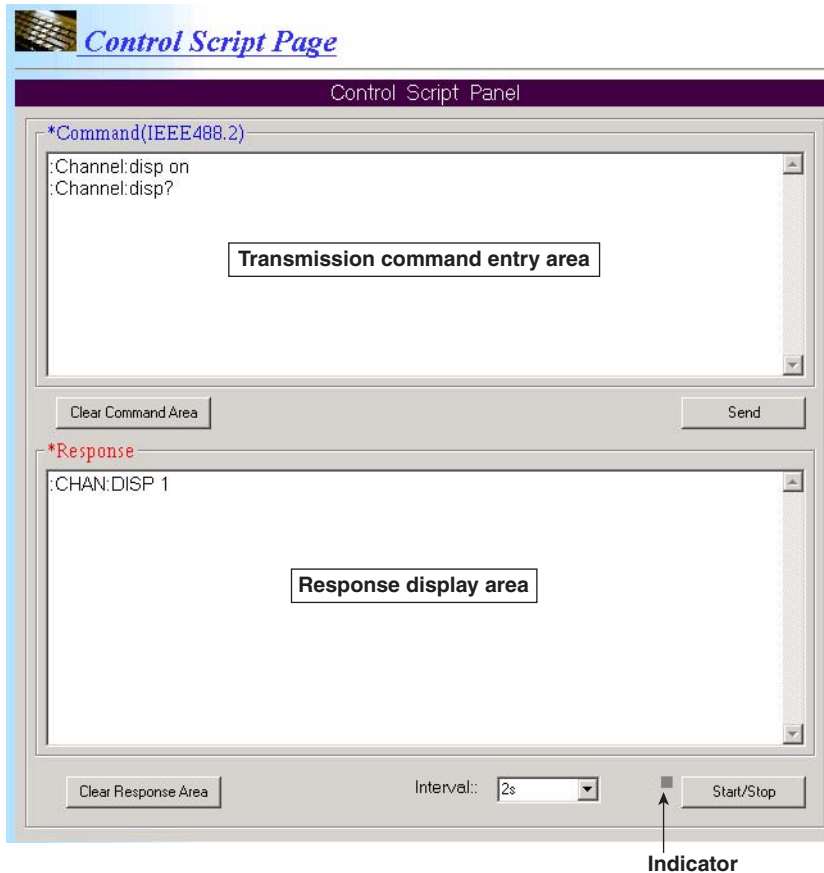 Control Script Page
Control Script Panel
*Command(IEEE488.2)
:Channel:disp on
:Channel:disp?
Transmission command entry area
Clear Command Area
Send
*Response
:CHAN:DISP 1
Response display area
Clear Response Area
Interval::
2s
Start/Stop
Indicator